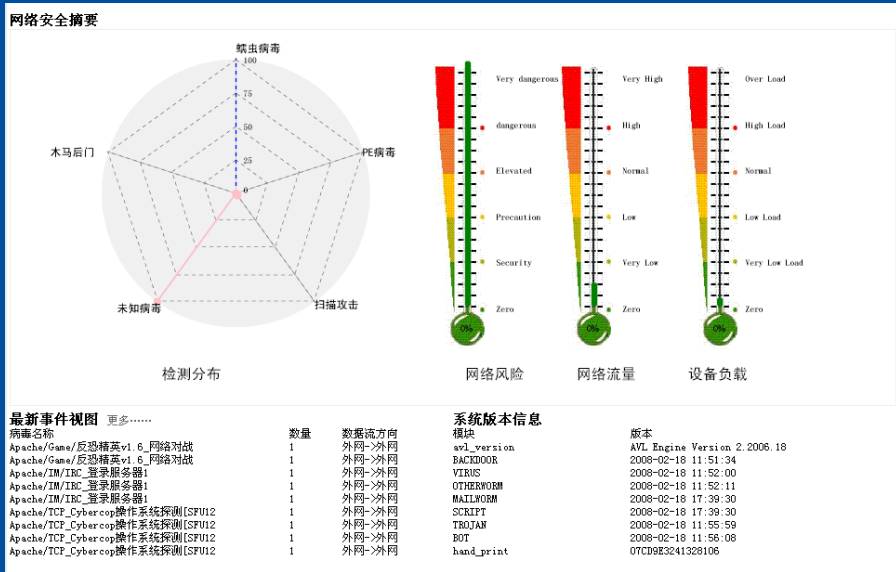 网络安全摘要
蠕虫病毒
100
75
50
25
0
木马后门
PE病毒
未知病毒
扫描攻击
检测分布
Very dangerous
dangerous
Elevated
Precaution
Security
Zero
0%
网络风险
Very High
High
Normal
Low
Very Low
Zero
0%
网络流量
Over Load
High Load
Normal
Low Load
Very Low Load
Zero
0%
设备负载
最新事件视图 更多……
病毒名称 数量 数据流方向
Apache/Game/反恐精英v1.6_网络对战 1 外网->外网
Apache/Game/反恐精英v1.6_网络对战 1 外网->外网
Apache/IM/IRC_登录服务器1 1 外网->外网
Apache/IM/IRC_登录服务器1 1 外网->外网
Apache/IM/IRC_登录服务器1 1 外网->外网
Apache/TCP_Cybercop操作系统探测[SFU12 1 外网->外网
Apache/TCP_Cybercop操作系统探测[SFU12 1 外网->外网
Apache/TCP_Cybercop操作系统探测[SFU12 1 外网->外网
Apache/TCP_Cybercop操作系统探测[SFU12 1 外网->外网
系统版本信息
模块 版本
avl_version AVL Engine Version 2.2006.18
BACKDOOR 2008-02-18 11:51:34
VIRUS 2008-02-18 11:52:00
OTHERWORM 2008-02-18 11:52:11
MAILWORM 2008-02-18 17:39:30
SCRIPT 2008-02-18 17:39:30
TROJAN 2008-02-18 11:55:59
BOT 2008-02-18 11:56:08
hand_print 07CD9E3241328106